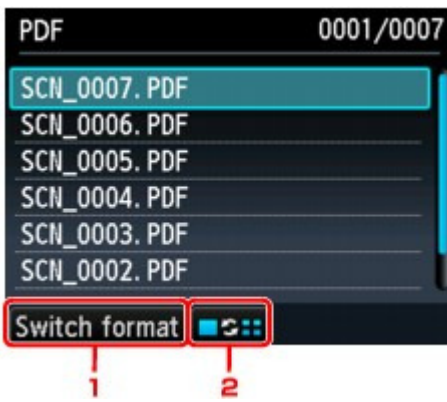 PDF 0001/0007
SCN_0007.PDF
SCN_0006.PDF
SCN_0005.PDF
SCN_0004.PDF
SCN_0003.PDF
SCN_0002.PDF
Switch format
1 2